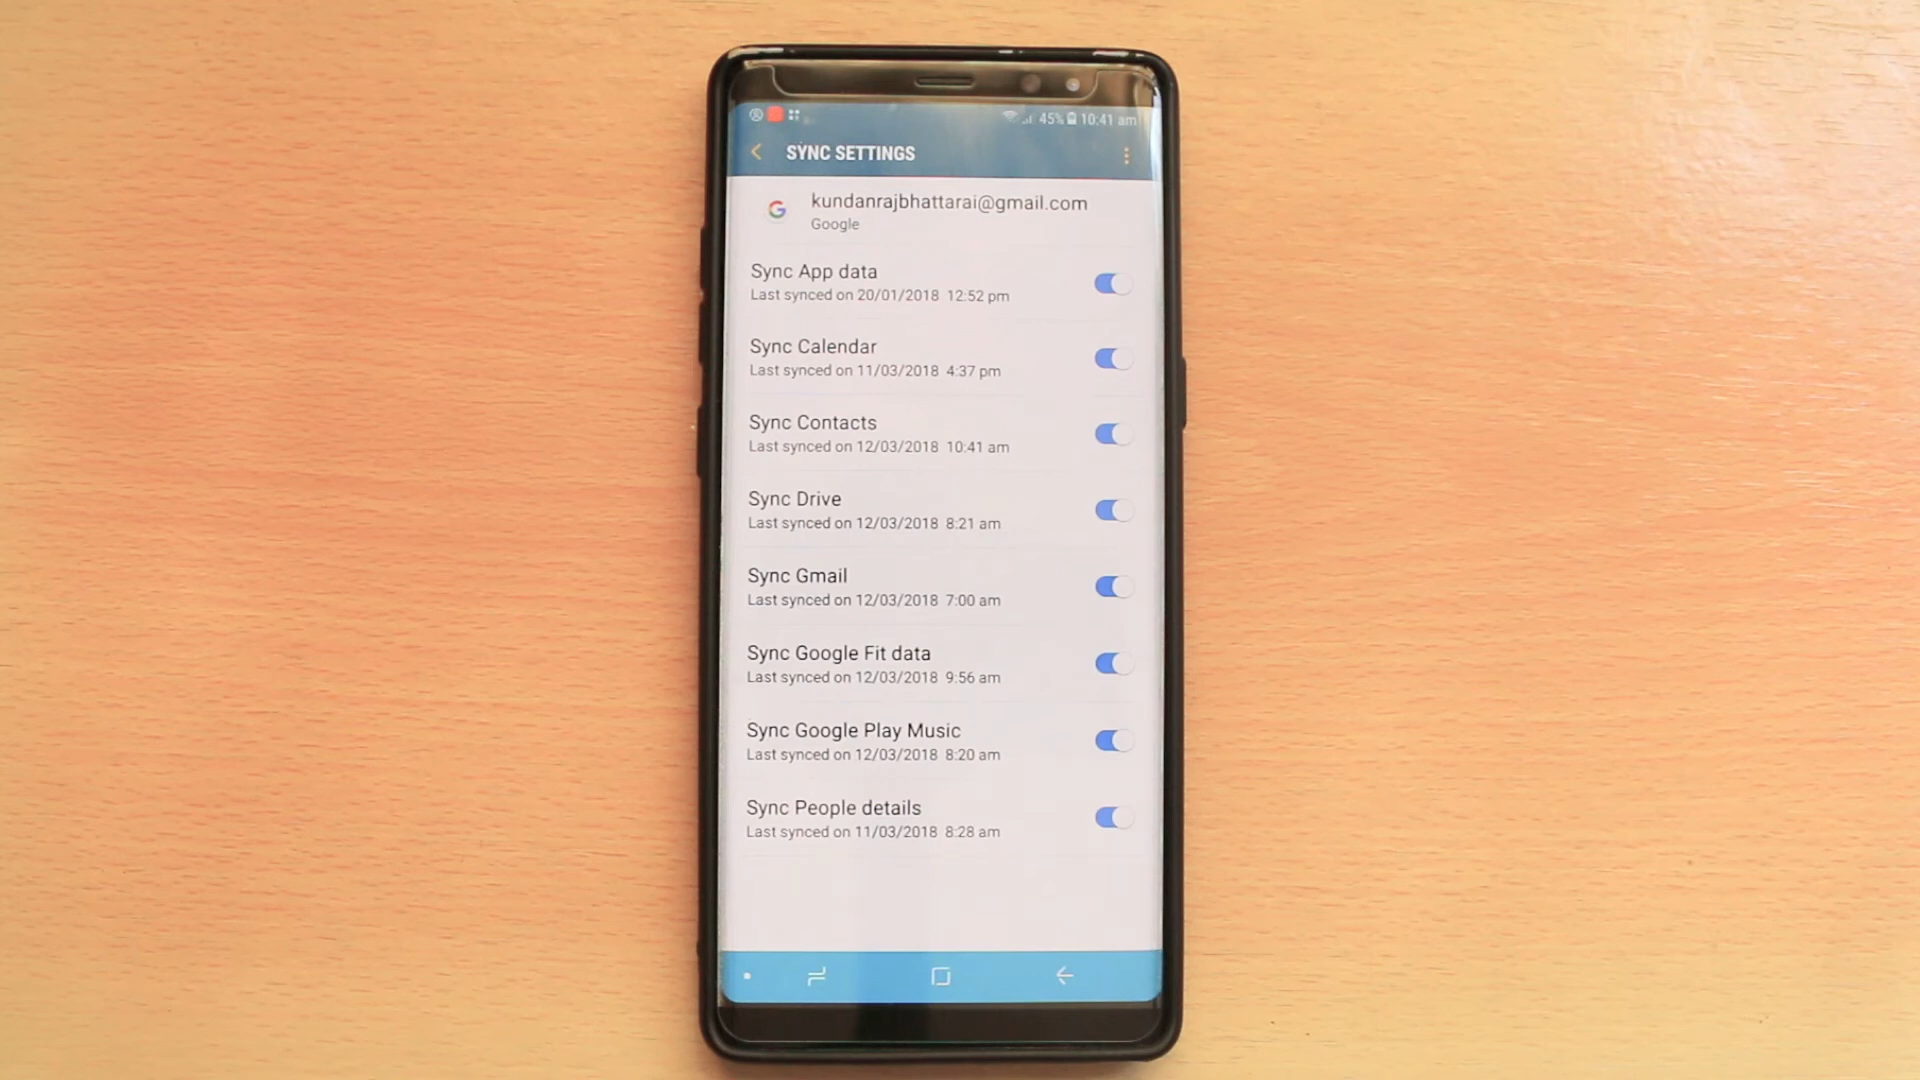 45% 10:41 am
SYNC SETTINGS
kundanrajbhattarai@gmail.com
Google
Sync App data
Last synced on 20/01/2018 12:52 pm
Sync Calendar
Last synced on 11/03/2018 4:37 pm
Sync Contacts
Last synced on 12/03/2018 10:41 am
Sync Drive
Last synced on 12/03/2018 8:21 am
Sync Gmail
Last synced on 12/03/2018 7:00 am
Sync Google Fit data
Last synced on 12/03/2018 9:56 am
Sync Google Play Music
Last synced on 12/03/2018 8:20 am
Sync People details
Last synced on 11/03/2018 8:28 am